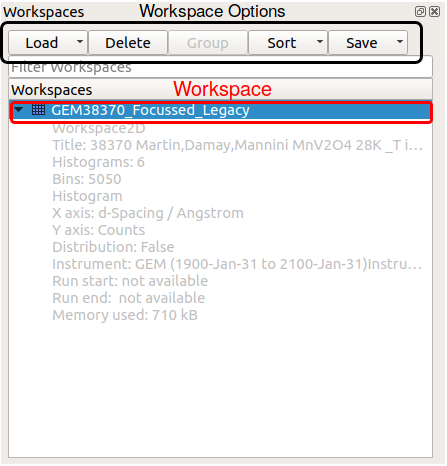 Workspaces Workspace Options
Load Delete Group Sort Save
Filter Workspaces
Workspaces Workspace
GEM38370_Focussed_Legacy
Workspace2D
Title: 38370 Martin,Damay,Mannini MnV2O4 28K _T i...
Histograms: 6
Bins: 5050
Histogram
X axis: d-Spacing / Angstrom
Y axis: Counts
Distribution: False
Instrument: GEM (1900-Jan-31 to 2100-Jan-31)Instru...
Run start: not available
Run end:  not available
Memory used: 710 kB